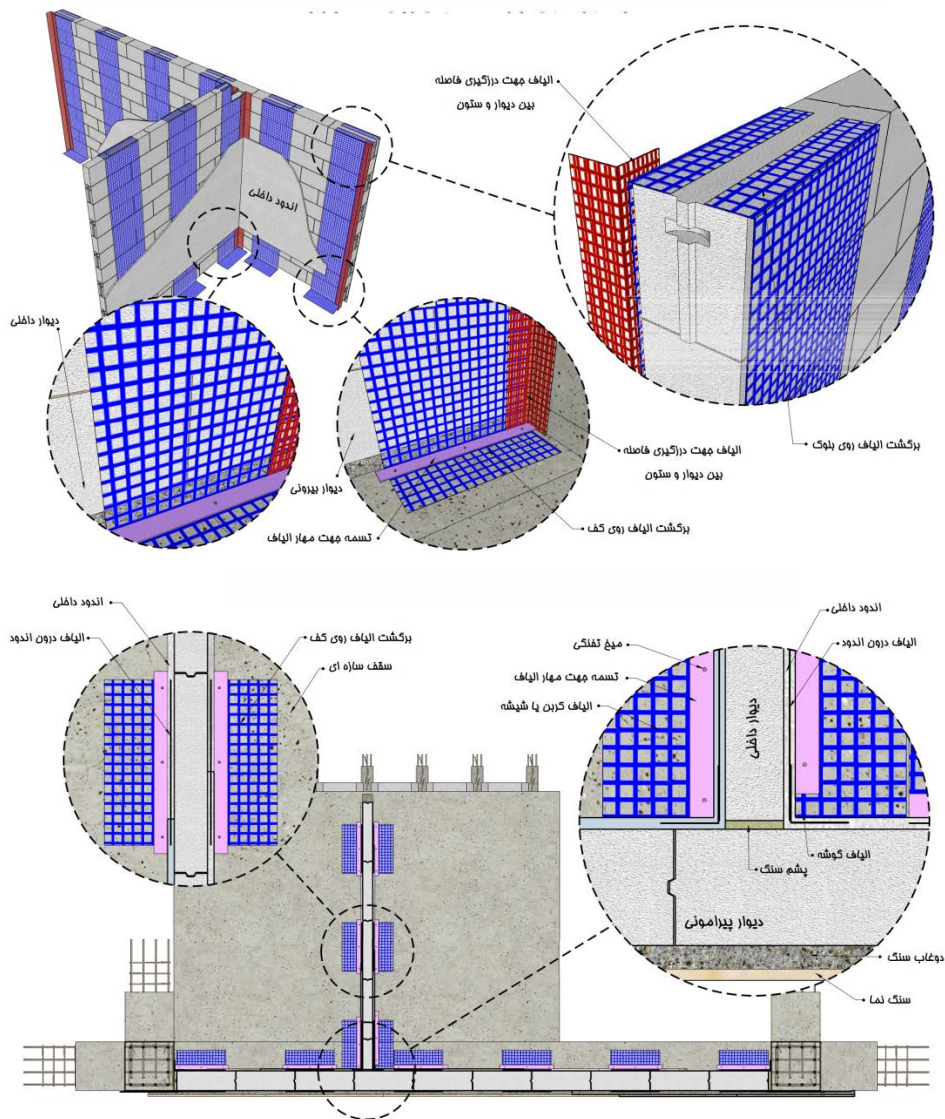 الیاف جهت درزگیری فاصله
بین دیوار و ستون
اندود داخلی
دیوار داخلی
برگشت الیاف روی بلوک
الیاف جهت درزگیری فاصله
بین دیوار و ستون
دیوار بیرونی
برگشت الیاف روی کف
تسمه جهت مهار الیاف
اندود داخلی
الیاف درون اندود
برگشت الیاف روی کف
سقف سازه ای
اندود داخلی
الیاف درون اندود
میخ تفنگی
تسمه جهت مهار الیاف
الیاف کربن یا شیشه
دیوار داخلی
الیاف گوشه
پشم سنگ
دیوار پیرامونی
دوغاب سنگ
سنگ نما